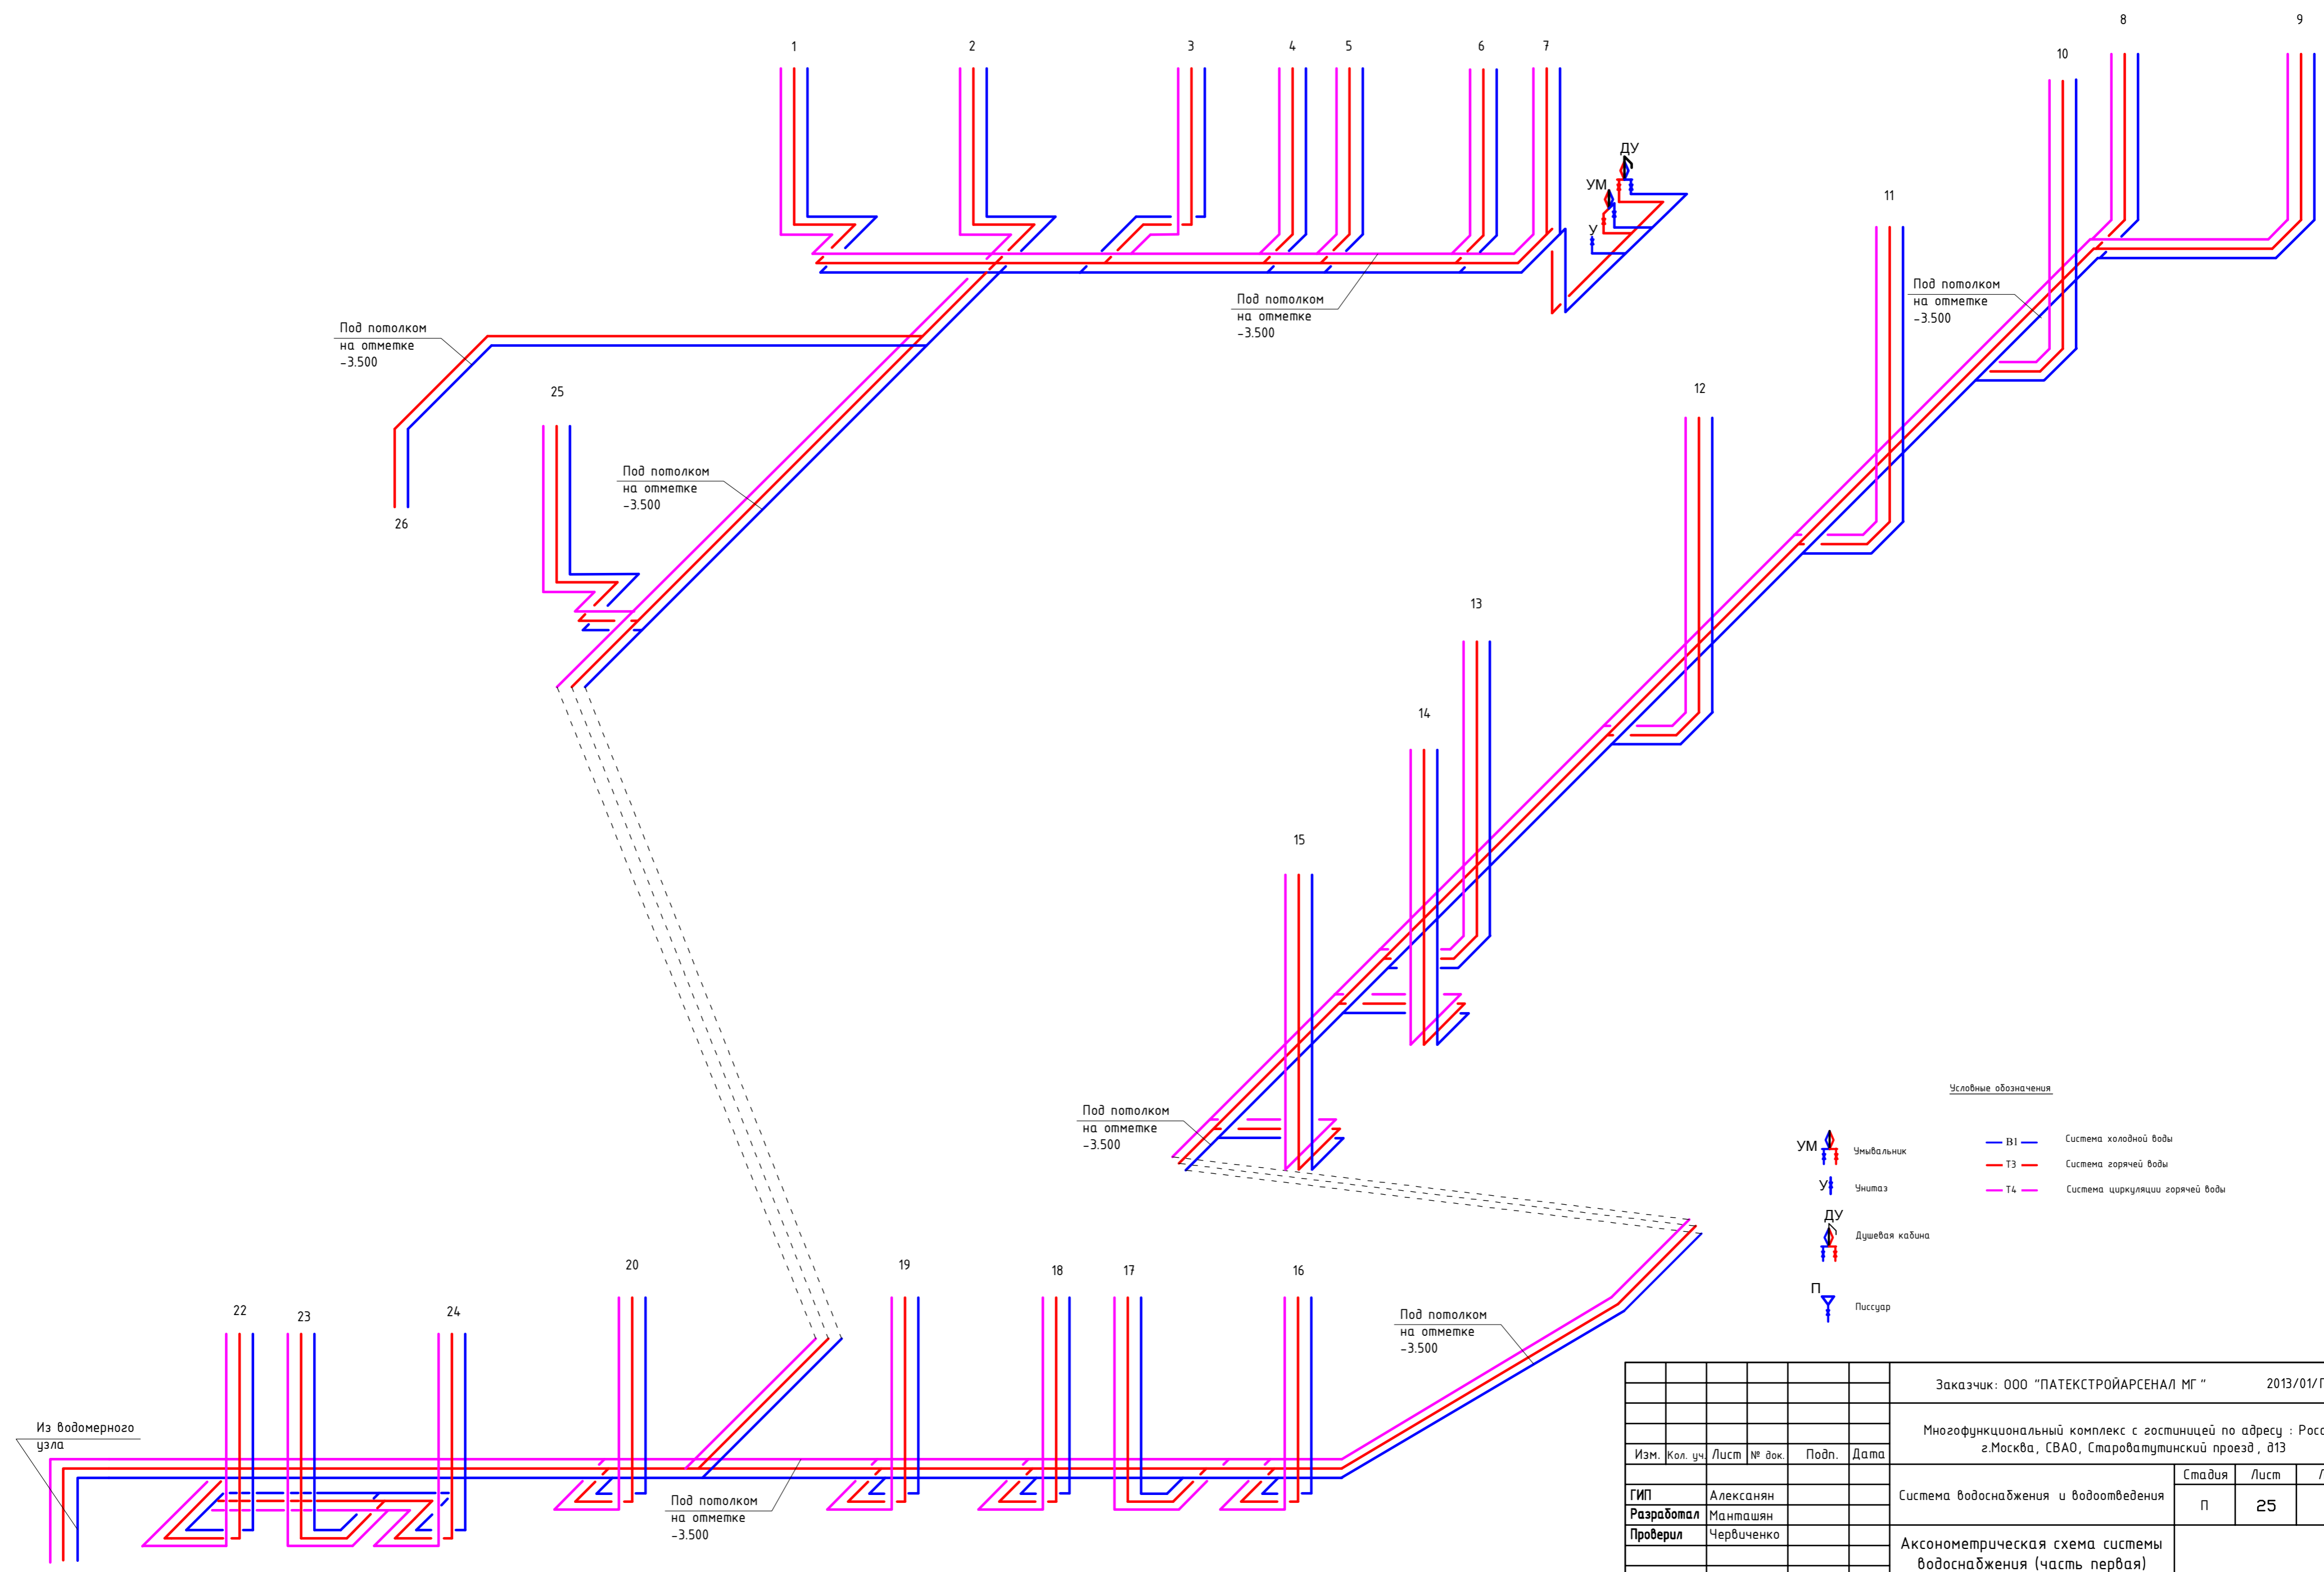 8
9
1
2
3
4
5
6
7
10
ДУ
УМ
У
11
Под потолком
на отметке
-3.500
Под потолком
на отметке
-3.500
Под потолком
на отметке
-3.500
25
12
Под потолком
на отметке
-3.500
26
13
14
15
Условные обозначения
Под потолком
на отметке
-3.500
УМ
Умывальник
В1
Система холодной воды
Т3
Система горячей воды
У
Унитаз
Т4
Система циркуляции горячей воды
ДУ
Душевая кабина
П
Писсуар
20
19
18
17
16
22
23
24
Под потолком
на отметке
-3.500
Из водомерного
узла
Под потолком
на отметке
-3.500
Заказчик: ООО "ПАТЕКСТРОЙАРСЕНАЛ МГ"
2013/01/
Многофункциональный комплекс с гостиницей по адресу : Росс
г.Москва, СВАО, Староватутинский проезд, д13
Изм. Кол. уч. Лист № док. Подп. Дата
Система водоснабжения и водоотведения
Стадия Лист
ГИП Алексанян
П 25
Разработал Манташян
Проверил Червиченко
Аксонометрическая схема системы
водоснабжения (часть первая)